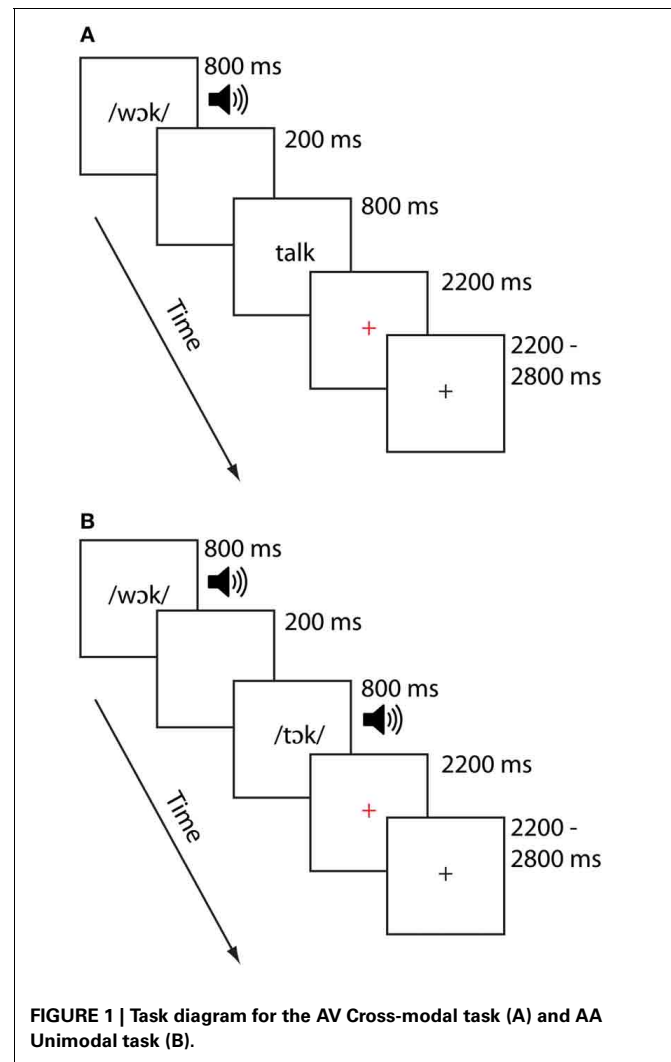 A
800 ms
/wɔk/
200 ms
800 ms
talk
2200 ms
+
2200 -
2800 ms
+
Time
B
800 ms
/wɔk/
200 ms
800 ms
/tɔk/
2200 ms
+
2200 -
2800 ms
+
Time
FIGURE 1 | Task diagram for the AV Cross-modal task (A) and AA
Unimodal task (B).